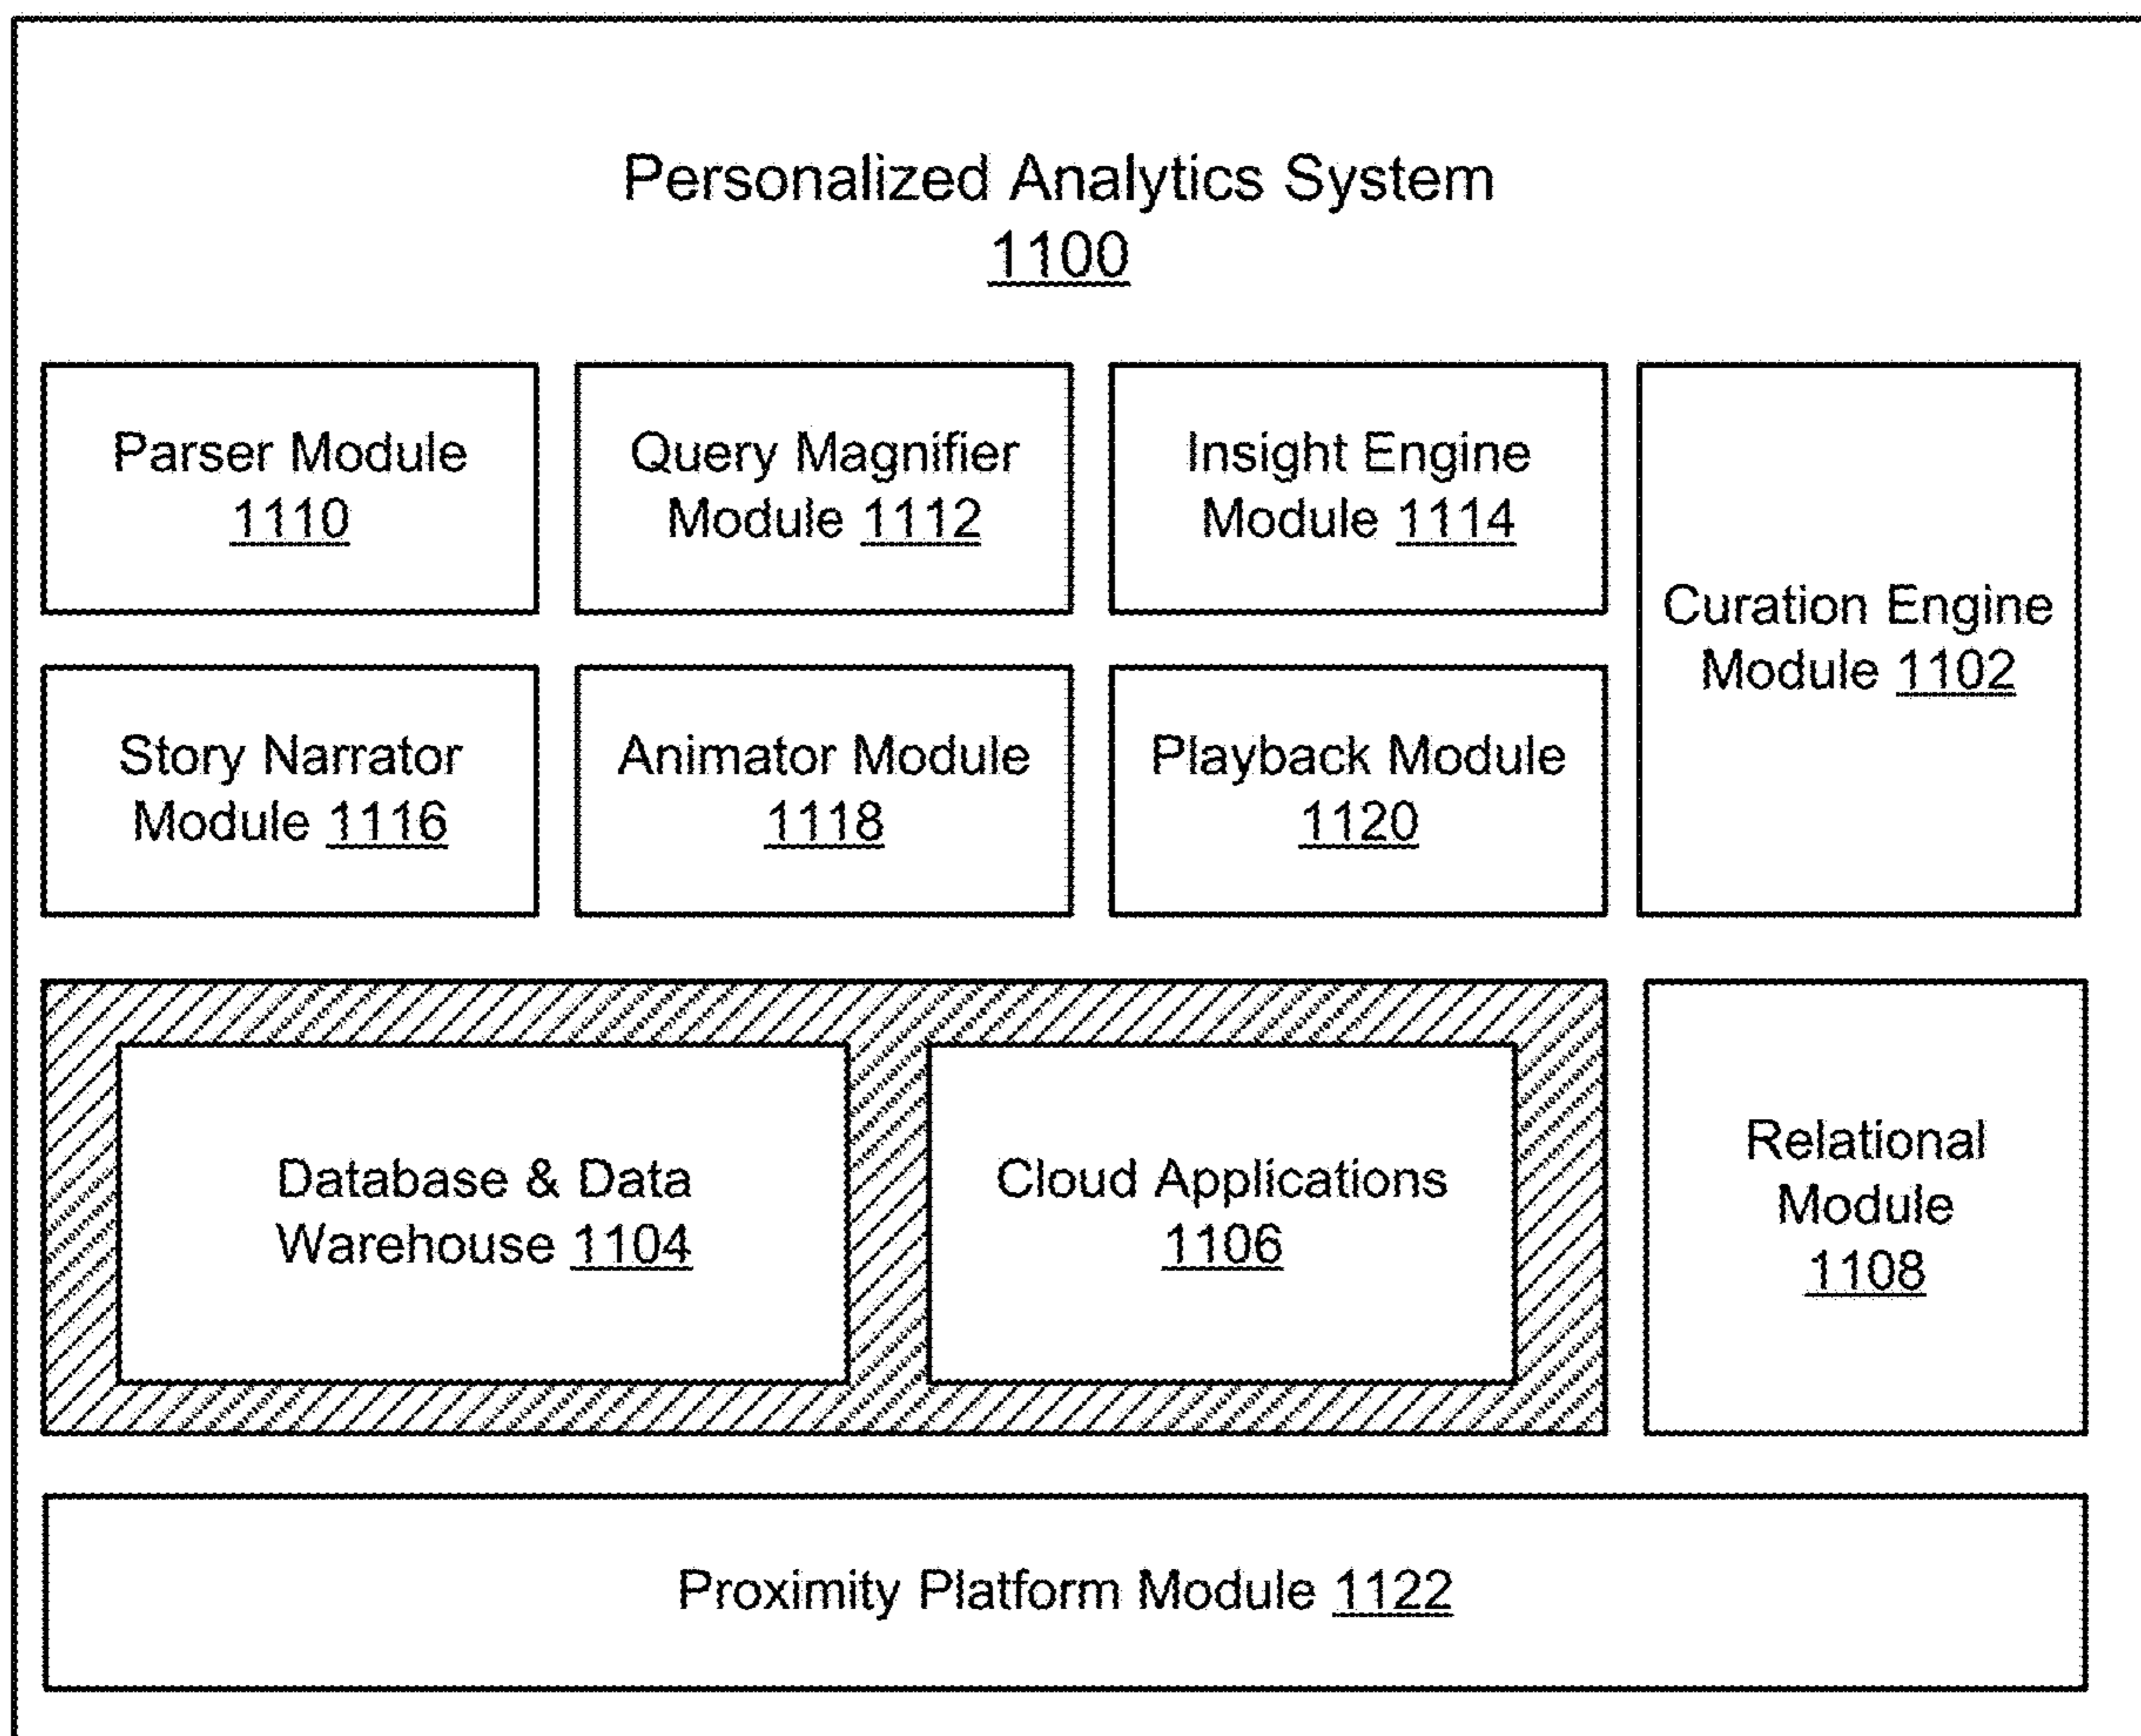 Personalized Analytics System
1100
Parser Module
1110
Query Magnifier
Module 1112
Insight Engine
Module 1114
Curation Engine
Module 1102
Story Narrator
Module 1116
Animator Module
1118
Playback Module
1120
Database & Data
Warehouse 1104
Cloud Applications
1106
Relational
Module
1108
Proximity Platform Module 1122